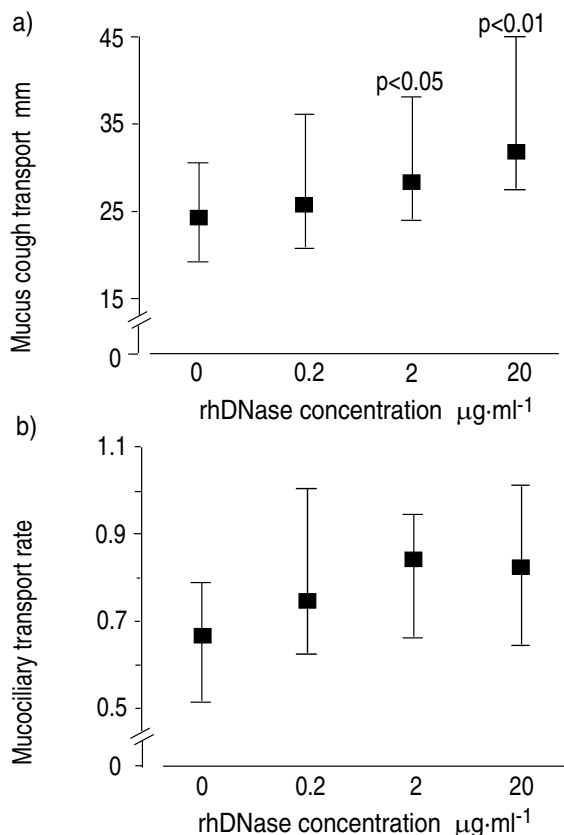 a)
p<0.01
p<0.05
Mucus cough transport mm
45
35
25
15
0
0 0.2 2 20
rhDNase concentration µg·ml-1
b)
Mucociliary transport rate
1.1
0.9
0.7
0.5
0
0 0.2 2 20
rhDNase concentration µg·ml-1